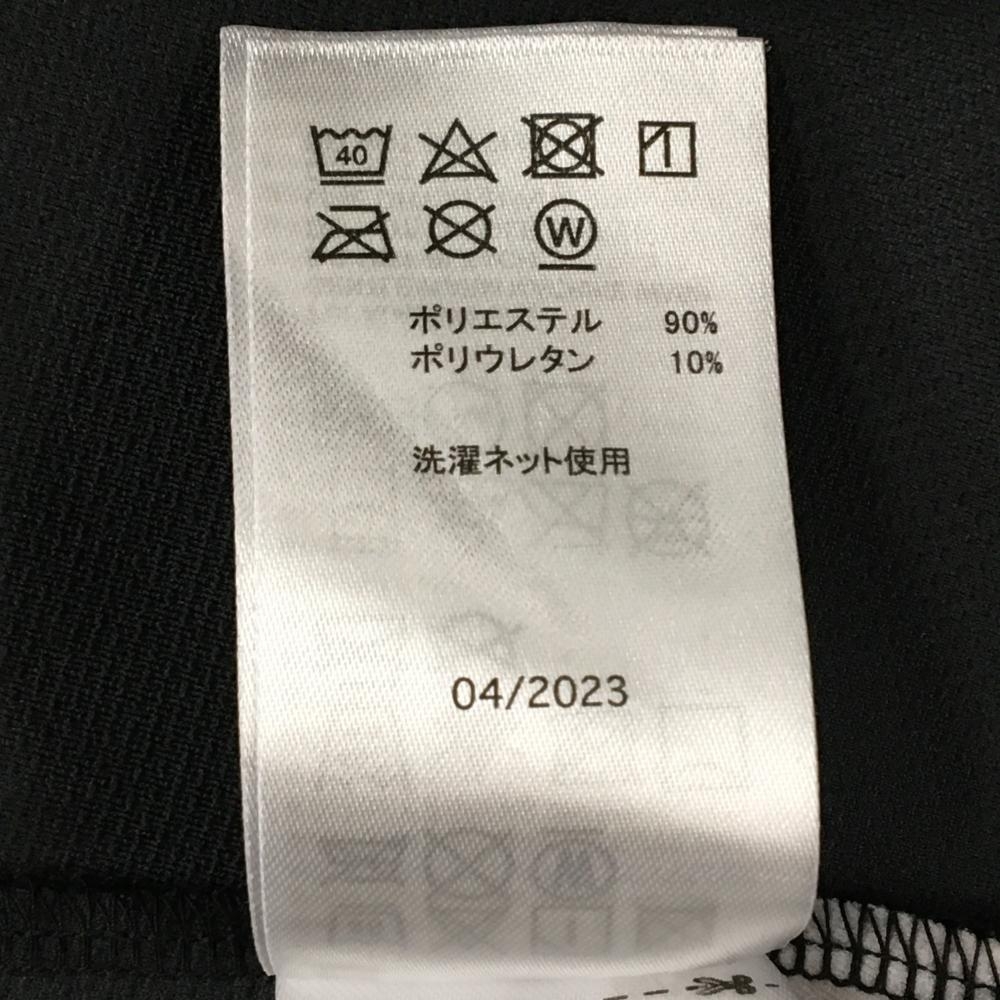 40
W
ポリエステル 90%
ポリウレタン 10%
洗濯ネット使用
04/2023